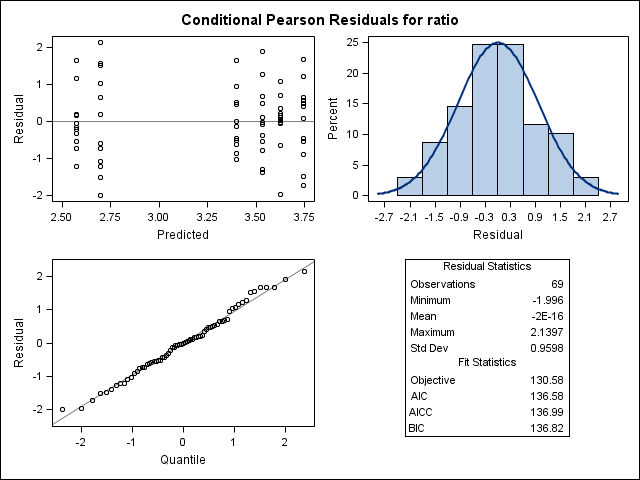 Conditional Pearson Residuals for ratio
2
1
0
-1
-2
Residual
2.50 2.75 3.00 3.25 3.50 3.75
Predicted
25
20
15
10
5
0
Percent
-2.7 -2.1 -1.5 -0.9 -0.3 0.3 0.9 1.5 2.1 2.7
Residual
2
1
0
-1
-2
Residual
-2 -1 0 1 2
Quantile
Residual Statistics
Observations 69
Minimum -1.996
Mean -2E-16
Maximum 2.1397
Std Dev 0.9598
Fit Statistics
Objective 130.58
AIC 136.58
AICC 136.99
BIC 136.82